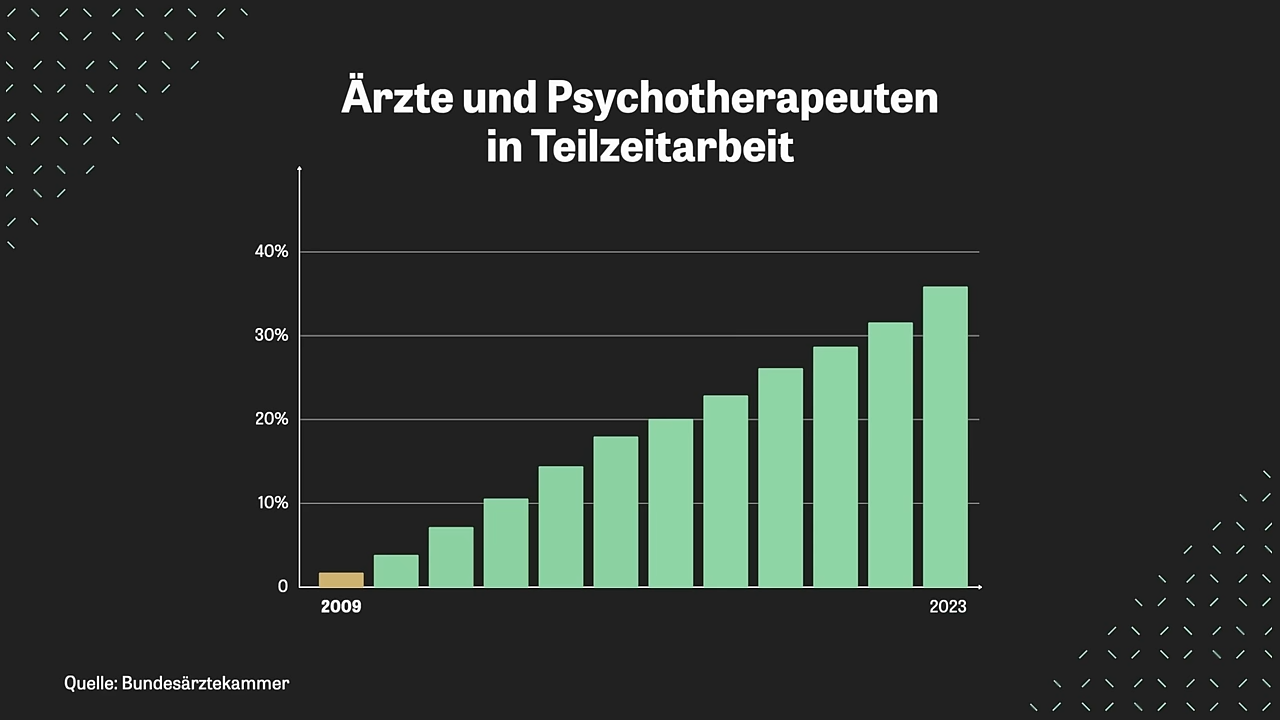 Ärzte und Psychotherapeuten
in Teilzeitarbeit
40%
30%
20%
10%
0
2009
2023
Quelle: Bundesärztekammer